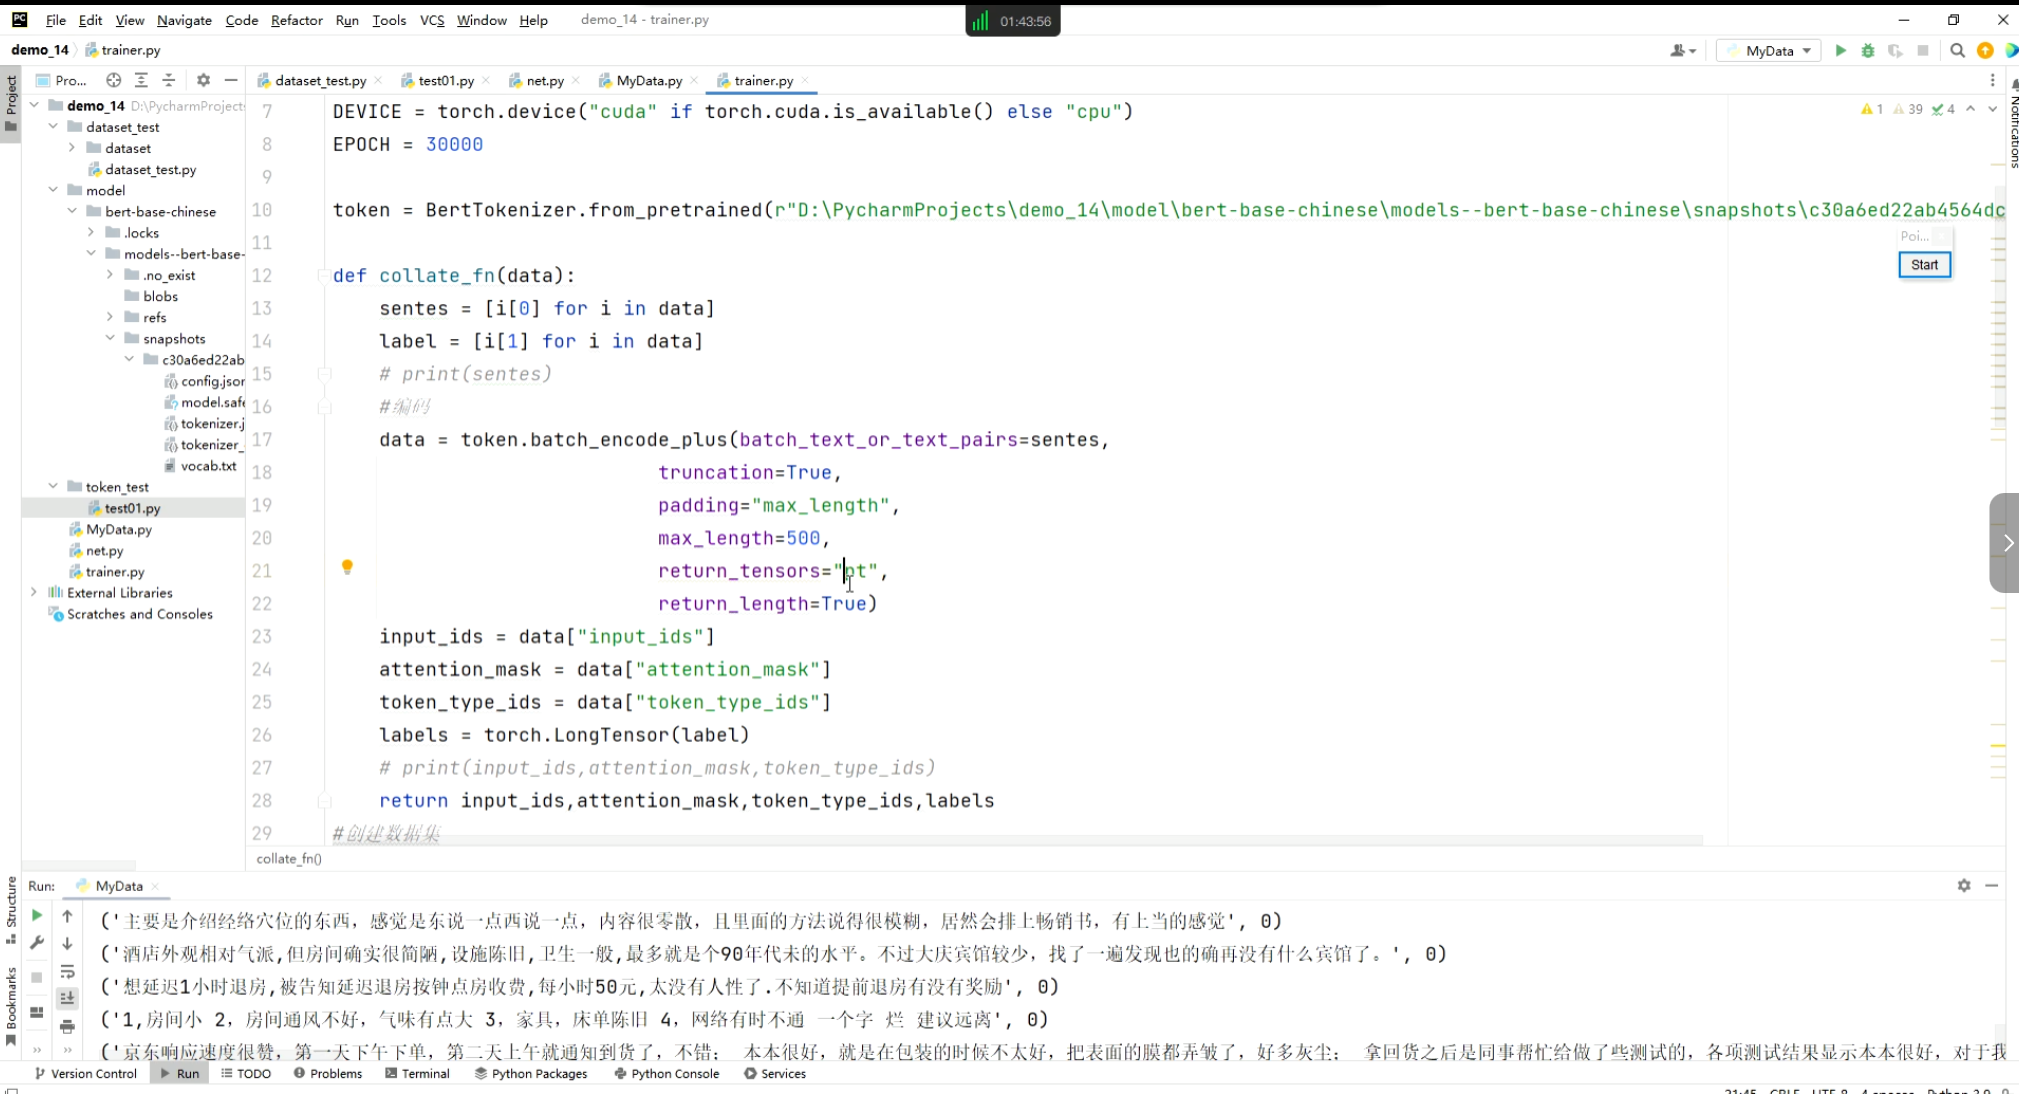 File Edit View Navigate Code Refactor Run Tools VCS Window Help demo_14 - trainer.py 01:43:56
demo_14 trainer.py MyData
Pro...
dataset_test.py test01.py net.py MyData.py trainer.py
Project
demo_14 D:\PycharmProject
dataset_test
dataset
dataset_test.py
model
bert-base-chinese
.locks
models--bert-base-
.no_exist
blobs
refs
snapshots
c30a6ed22ab
config.json
model.safe
tokenizer.j
tokenizer_
vocab.txt
token_test
test01.py
MyData.py
net.py
trainer.py
External Libraries
Scratches and Consoles
1 39 4
Notifications
7 DEVICE = torch.device("cuda" if torch.cuda.is_available() else "cpu")
8 EPOCH = 30000
9
10 token = BertTokenizer.from_pretrained(r"D:\PycharmProjects\demo_14\model\bert-base-chinese\models--bert-base-chinese\snapshots\c30a6ed22ab4564dc
11
Poi...
Start
12 def collate_fn(data):
13 sentes = [i[0] for i in data]
14 label = [i[1] for i in data]
15 # print(sentes)
16 #编码
17 data = token.batch_encode_plus(batch_text_or_text_pairs=sentes,
18 truncation=True,
19 padding="max_length",
20 max_length=500,
21 return_tensors="pt",
22 return_length=True)
23 input_ids = data["input_ids"]
24 attention_mask = data["attention_mask"]
25 token_type_ids = data["token_type_ids"]
26 labels = torch.LongTensor(label)
27 # print(input_ids,attention_mask,token_type_ids)
28 return input_ids,attention_mask,token_type_ids,labels
29 #创建数据集
collate_fn()
Structure
Bookmarks
Run: MyData
('主要是介绍经络穴位的东西，感觉是东说一点西说一点，内容很零散，且里面的方法说得很模糊，居然会排上畅销书，有上当的感觉', 0)
('酒店外观相对气派,但房间确实很简陋,设施陈旧,卫生一般,最多就是个90年代未的水平。不过大庆宾馆较少，找了一遍发现也的确再没有什么宾馆了。', 0)
('想延迟1小时退房,被告知延迟退房按钟点房收费,每小时50元,太没有人性了.不知道提前退房有没有奖励', 0)
('1,房间小 2，房间通风不好，气味有点大 3，家具，床单陈旧 4，网络有时不通 一个字 烂 建议远离', 0)
('京东响应速度很赞，第一天下午下单，第二天上午就通知到货了，不错； 本本很好，就是在包装的时候不太好，把表面的膜都弄皱了，好多灰尘； 拿回货之后是同事帮忙给做了些测试的，各项测试结果显示本本很好，对于我
Version Control Run TODO Problems Terminal Python Packages Python Console Services